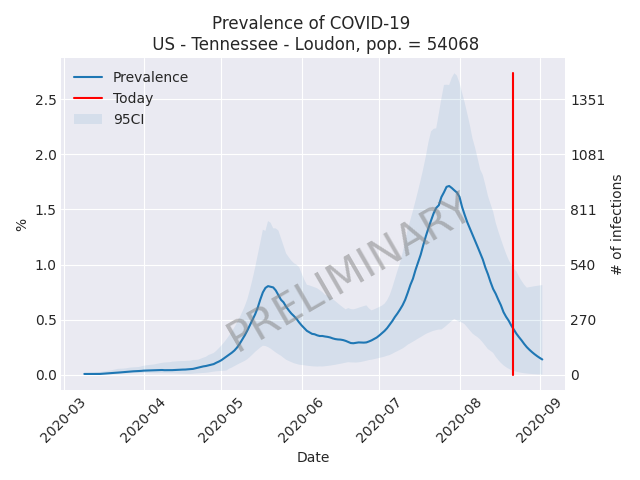 Prevalence of COVID-19
US - Tennessee - Loudon, pop. = 54068
Prevalence
Today
95CI
PRELIMINARY
%
2.5
2.0
1.5
1.0
0.5
0.0
1351
1081
811
540
270
0
# of infections
2020-03
2020-04
2020-05
2020-06
2020-07
2020-08
2020-09
Date